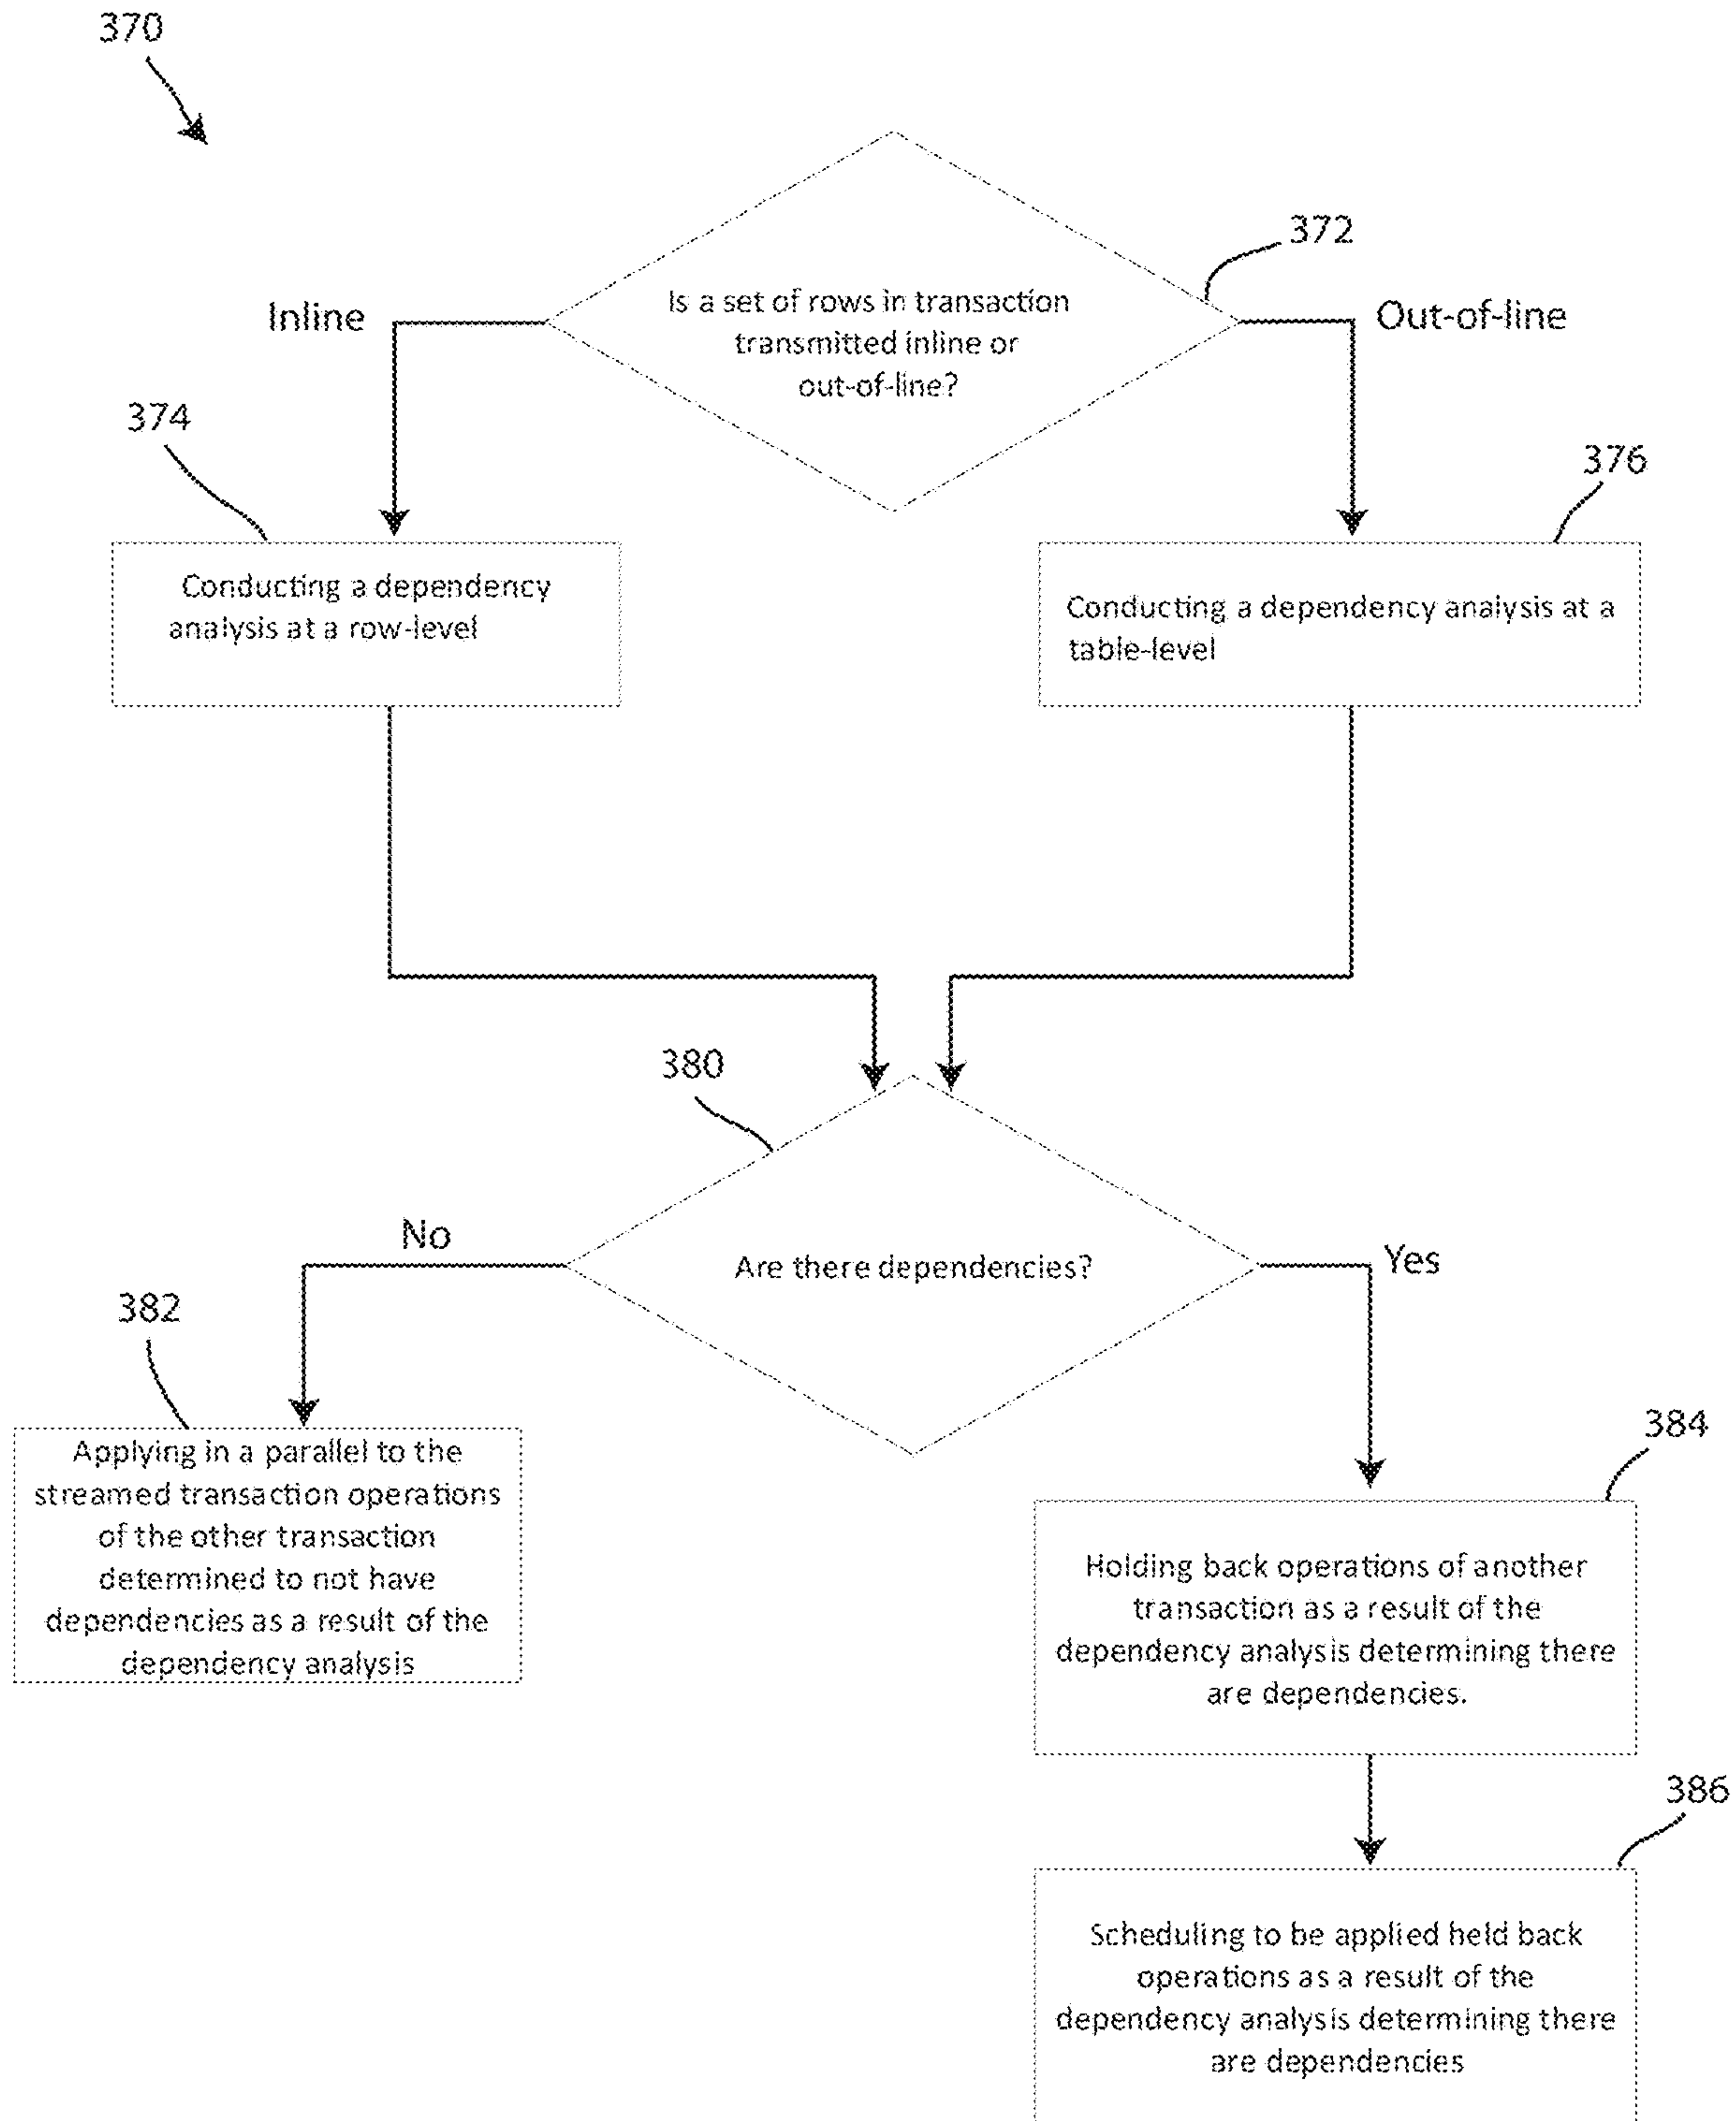 370
372
Is a set of rows in transaction
transmitted inline or
out-of-line?
Inline
Out-of-line
374
376
Conducting a dependency
analysis at a row-level
Conducting a dependency analysis at a
table-level
380
Are there dependencies?
No
Yes
382
Applying in a parallel to the
streamed transaction operations
of the other transaction
determined to not have
dependencies as a result of the
dependency analysis
384
Holding back operations of another
transaction as a result of the
dependency analysis determining there
are dependencies.
386
Scheduling to be applied held back
operations as a result of the
dependency analysis determining there
are dependencies